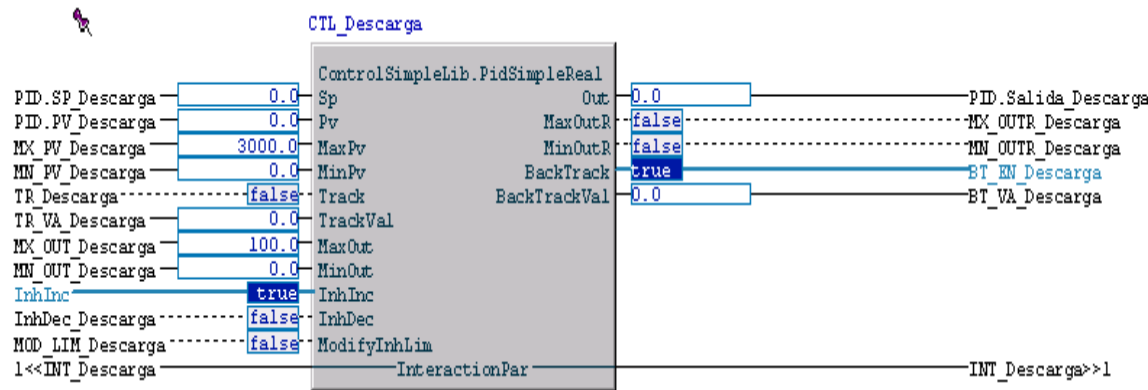 CTL_Descarga
ControlSimpleLib.PidSimpleReal
PID.SP_Descarga 0.0 Sp Out 0.0 PID.Salida_Descarga
PID.PV_Descarga 0.0 Pv MaxOutR false MX_OUTR_Descarga
MX_PV_Descarga 3000.0 MaxPv MinOutR false MN_OUTR_Descarga
MN_PV_Descarga 0.0 MinPv BackTrack true BT_EN_Descarga
TR_Descarga false Track BackTrackVal 0.0 BT_VA_Descarga
TR_VA_Descarga 0.0 TrackVal
MX_OUT_Descarga 100.0 MaxOut
MN_OUT_Descarga 0.0 MinOut
InhInc true InhInc
InhDec_Descarga false InhDec
MOD_LIM_Descarga false ModifyInhLim
1<<INT_Descarga InteractionPar INT_Descarga>>1